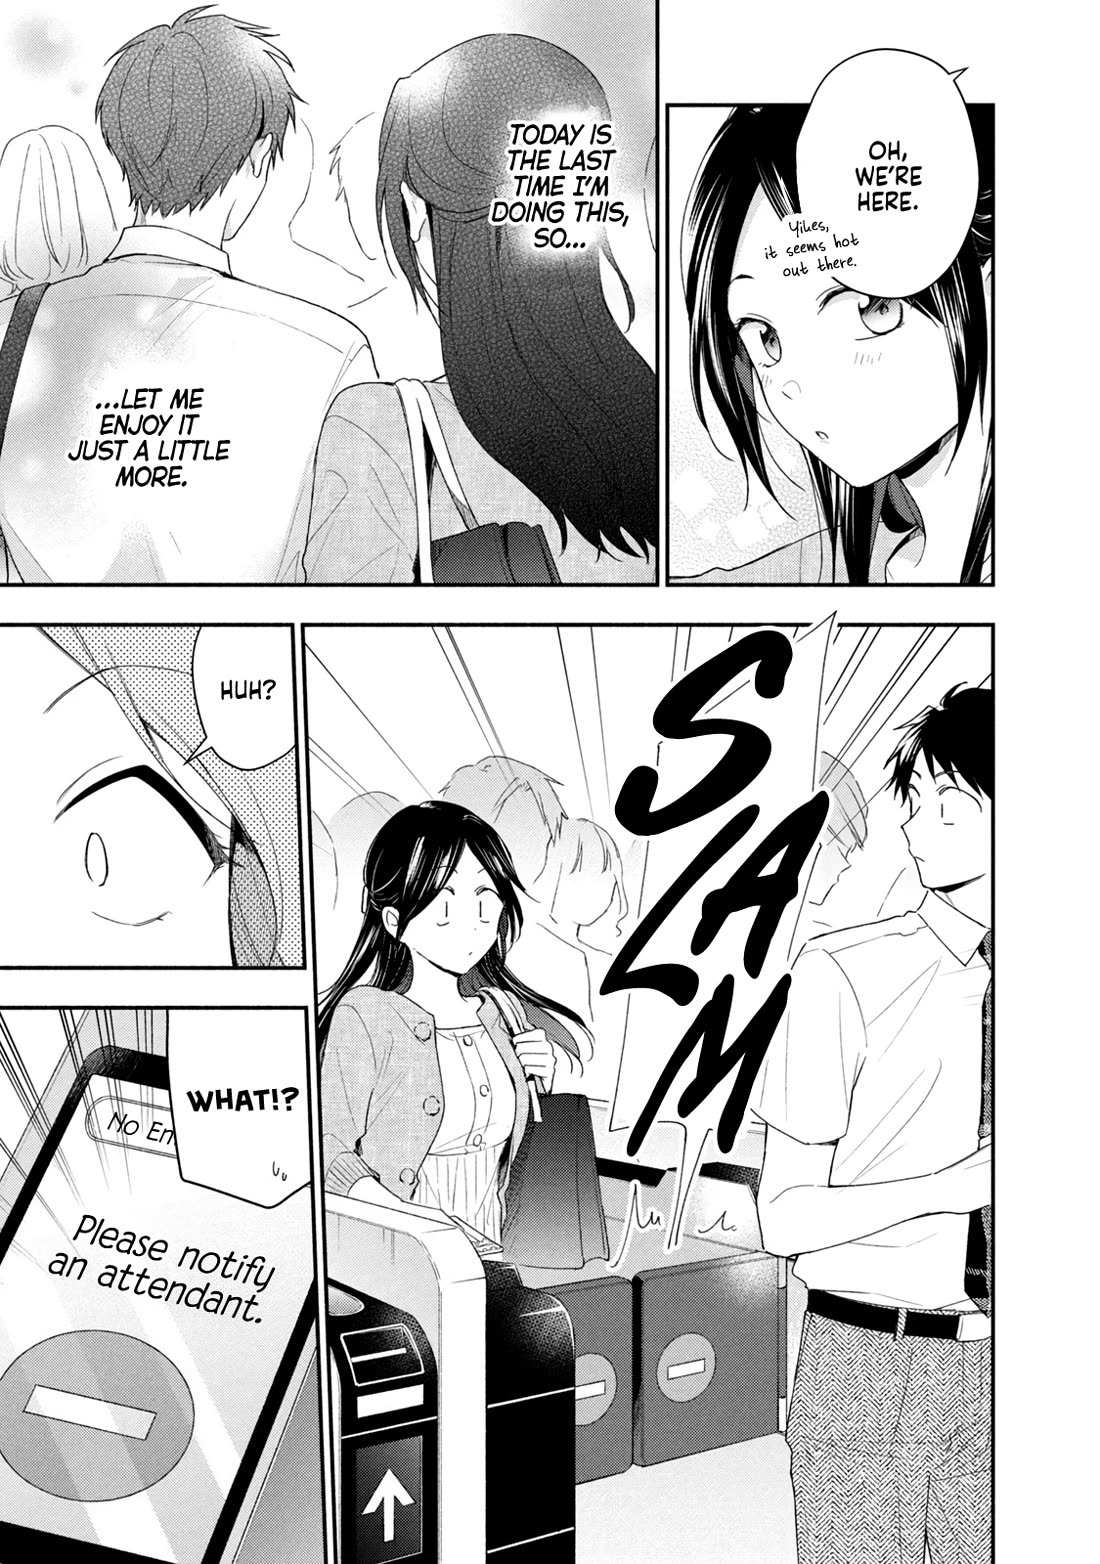 OH,
WE'RE
HERE.
Yikes,
it seems hot
out there.
TODAY IS
THE LAST
TIME I'M
DOING THIS,
SO...
...LET ME
ENJOY IT
JUST A LITTLE
MORE.
SLAM
HUH?
WHAT!?
No En
Please notify
an attendant.